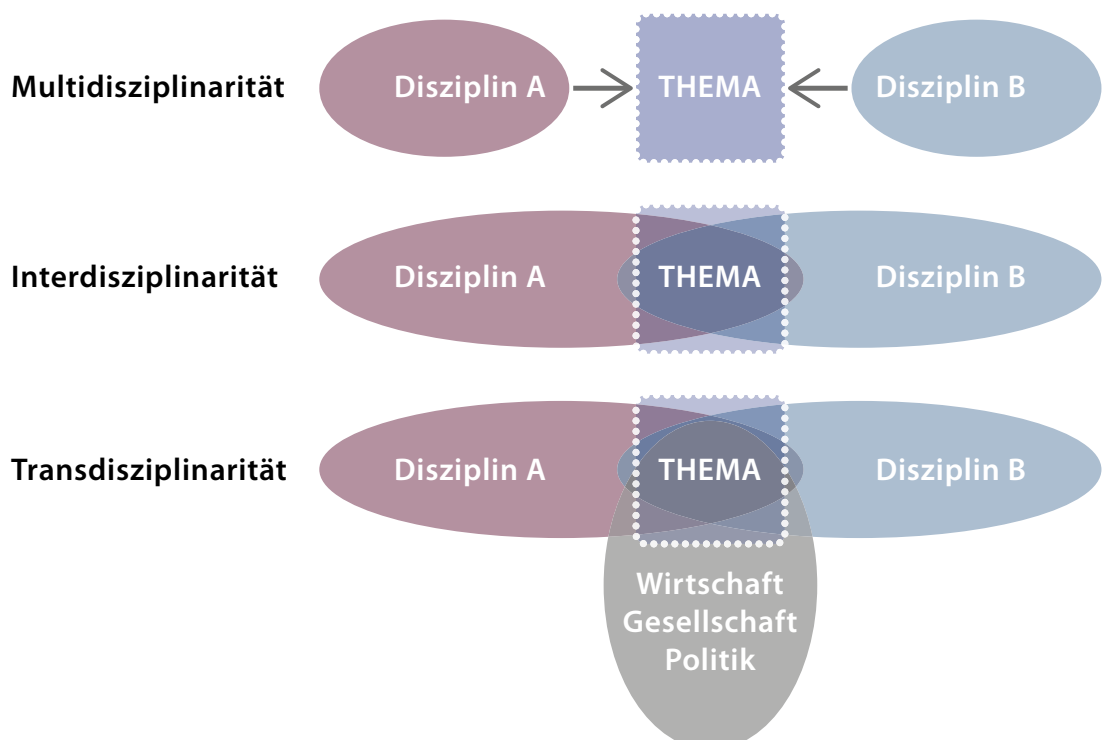 Multidisziplinarität
Disziplin A
THEMA
Disziplin B
Interdisziplinarität
Disziplin A
THEMA
Disziplin B
Transdisziplinarität
Disziplin A
THEMA
Disziplin B
Wirtschaft
Gesellschaft
Politik